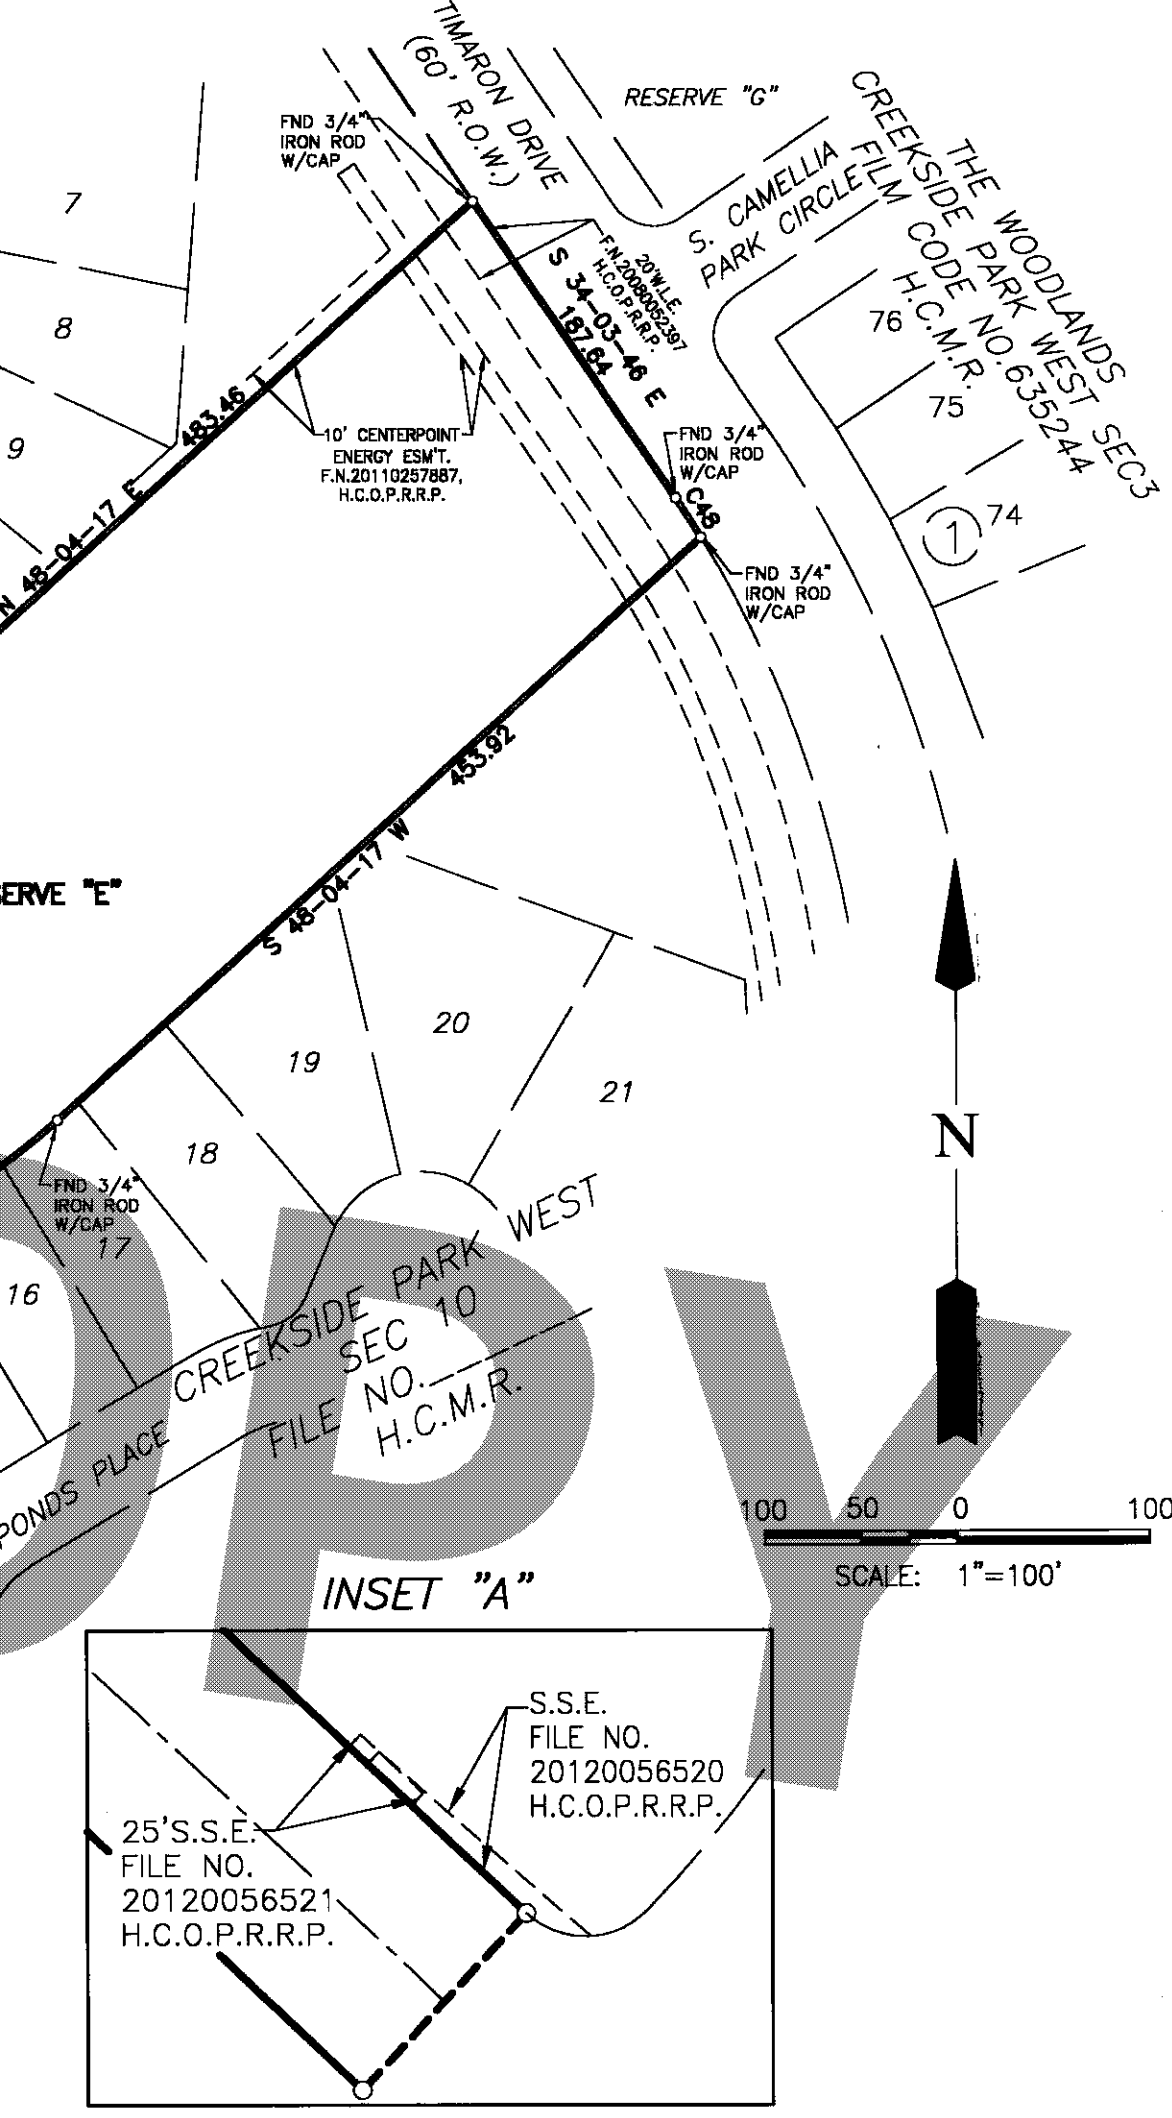 TIMARON DRIVE
(60' R.O.W.)
RESERVE "G"
FND 3/4"
IRON ROD
W/CAP
S. CAMELLIA
PARK CIRCLE
THE WOODLANDS
CREEKSIDE PARK WEST SEC3
FILM CODE NO.635244
H.C.M.R.
7
8
9
20'W.L.E.
F.N.20080052397
H.C.O.P.R.R.P.
S 34-03-46 E
187.64
76
75
74
1
483.46
N 48-04-17 E
10' CENTERPOINT
ENERGY ESM'T.
F.N.20110257887,
H.C.O.P.R.R.P.
FND 3/4"
IRON ROD
W/CAP
C48
FND 3/4"
IRON ROD
W/CAP
453.92
S 48-04-17 W
SERVE "E"
20
19
21
18
FND 3/4"
IRON ROD
W/CAP
17
16
N
CREEKSIDE PARK WEST
SEC 10
FILE NO.
H.C.M.R.
PONDS PLACE
OPY
100 50 0 100
SCALE: 1"=100'
INSET "A"
S.S.E.
FILE NO.
20120056520
H.C.O.P.R.R.P.
25'S.S.E.
FILE NO.
20120056521
H.C.O.P.R.R.P.